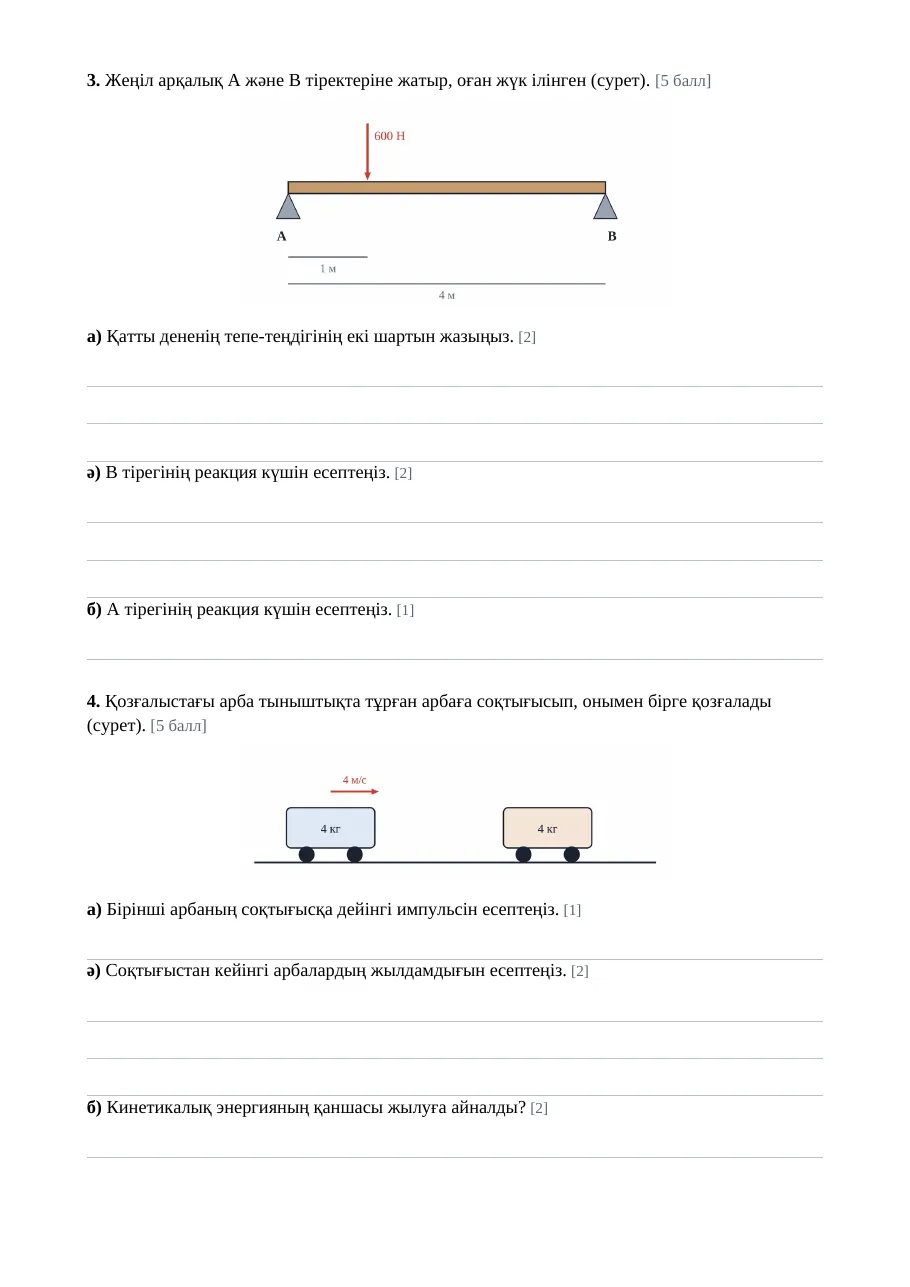 3. Жеңіл арқалық А және В тіректеріне жатыр, оған жүк ілінген (сурет). [5 балл]
600 Н
А
В
1 м
4 м
а) Қатты дененің тепе-теңдігінің екі шартын жазыңыз. [2]
ә) В тірегінің реакция күшін есептеңіз. [2]
б) А тірегінің реакция күшін есептеңіз. [1]
4. Қозғалыстағы арба тыныштықта тұрған арбаға соқтығысып, онымен бірге қозғалады
(сурет). [5 балл]
4 м/с
4 кг
4 кг
а) Бірінші арбаның соқтығысқа дейінгі импульсін есептеңіз. [1]
ә) Соқтығыстан кейінгі арбалардың жылдамдығын есептеңіз. [2]
б) Кинетикалық энергияның қаншасы жылуға айналды? [2]